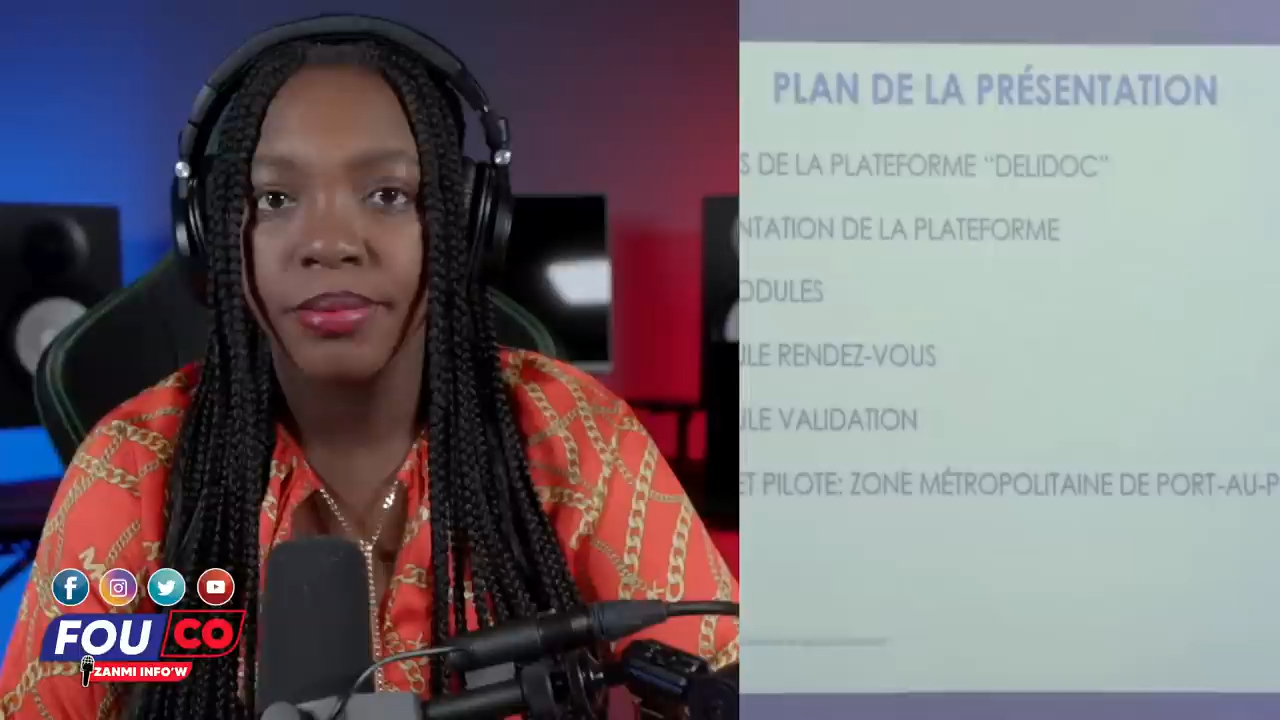 PLAN DE LA PRÉSENTATION
S DE LA PLATEFORME “DELIDOC”
NTATION DE LA PLATEFORME
ODULES
ULE RENDEZ-VOUS
ULE VALIDATION
ET PILOTE: ZONE MÉTROPOLITAINE DE PORT-AU-P
FOU CO
ZANMI INFO’W